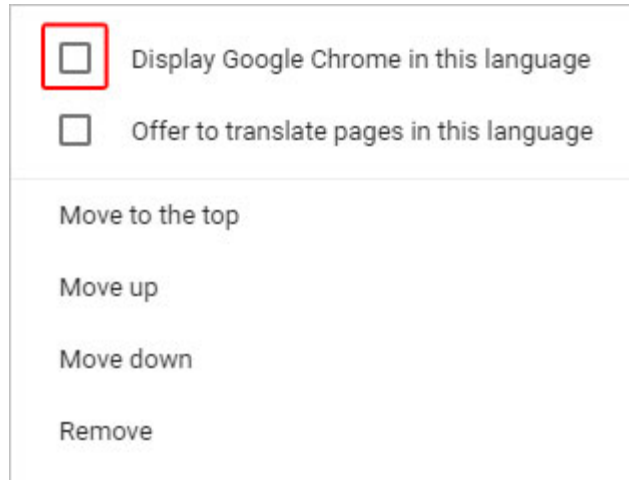 Display Google Chrome in this language
Offer to translate pages in this language
Move to the top
Move up
Move down
Remove